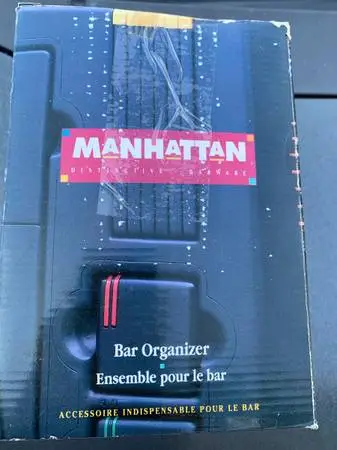 MANHATTAN
DISTINCTIVE BARWARE
Bar Organizer
Ensemble pour le bar
ACCESSOIRE INDISPENSABLE POUR LE BAR